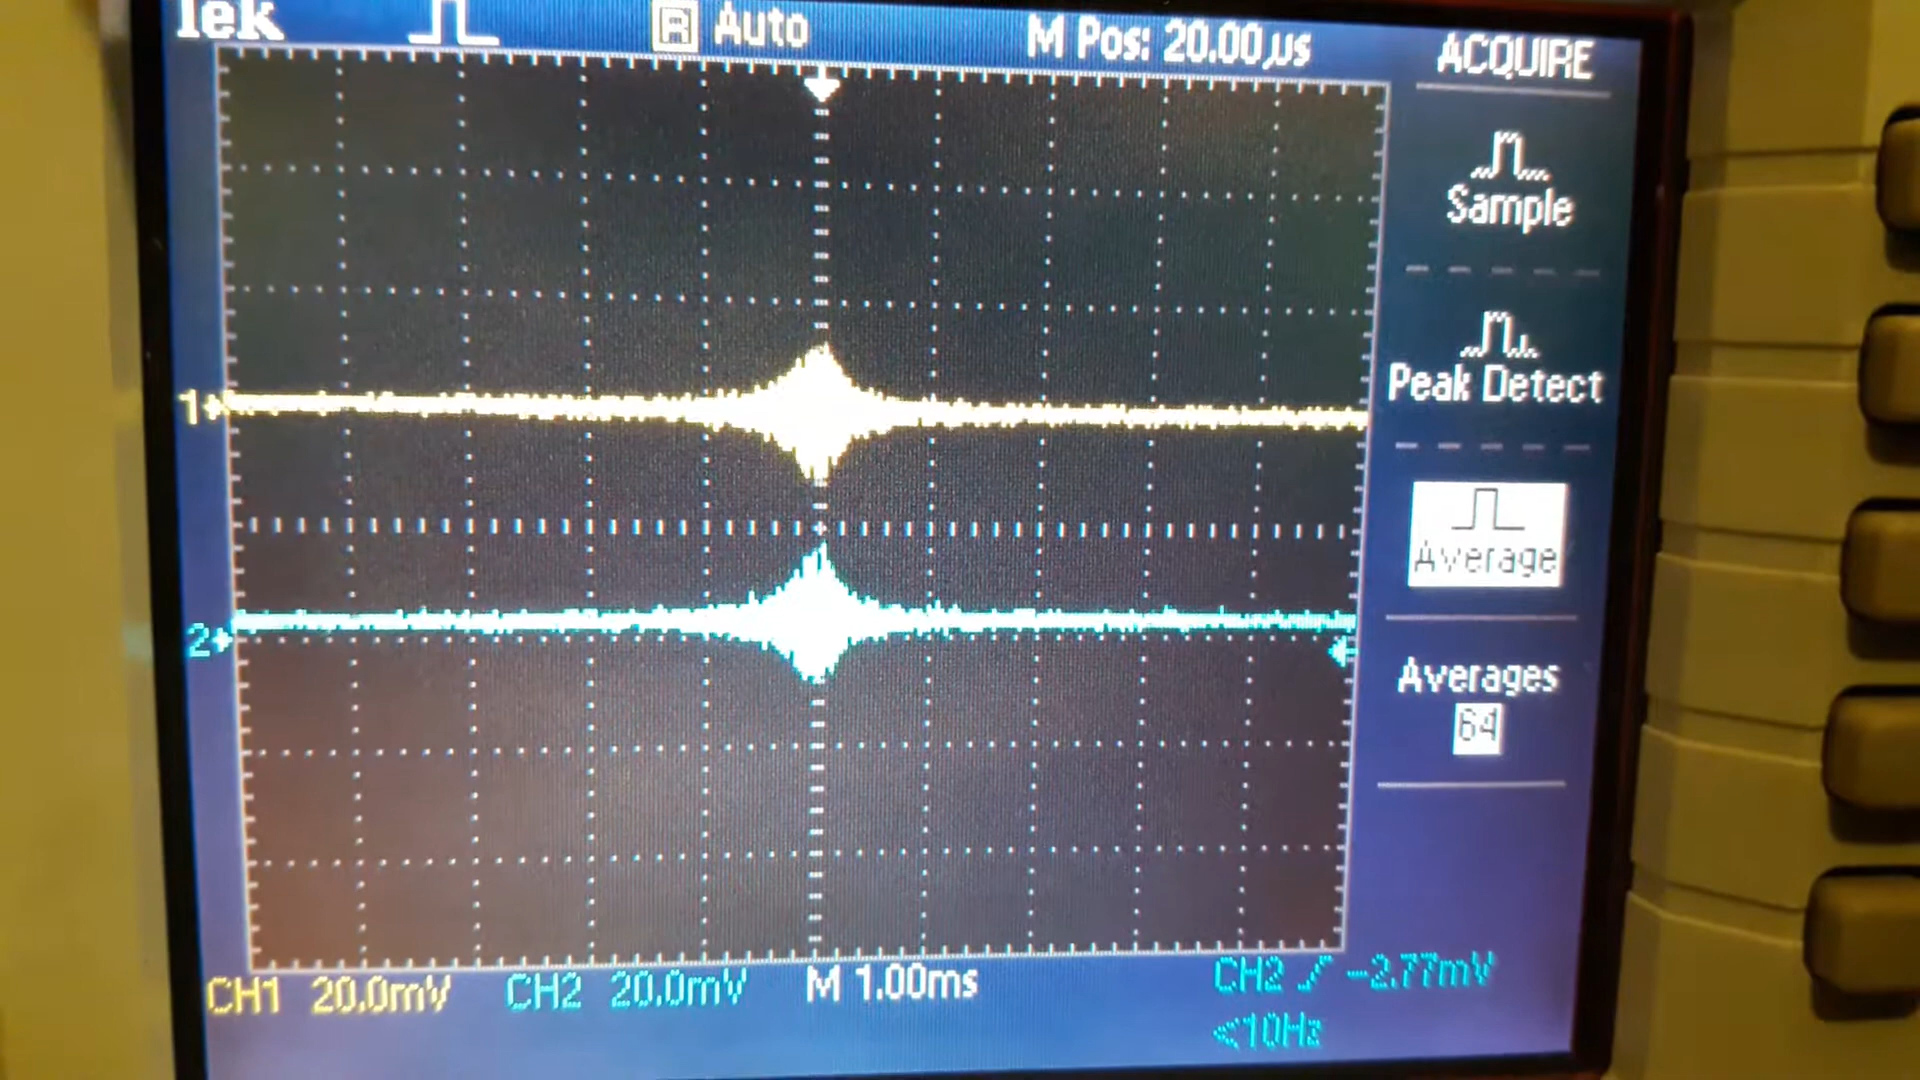 Tek R Auto M Pos: 20.00µs ACQUIRE
Sample
Peak Detect
1
Average
2
Averages
64
CH1 20.0mV CH2 20.0mV M 1.00ms CH2 -2.77mV
<10Hz